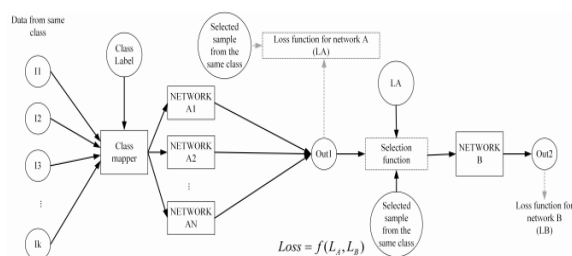 Data from same
class
I1
I2
I3
⋮
Ik
Class
Label
Class
mapper
NETWORK
A1
NETWORK
A2
⋮
NETWORK
AN
Selected
sample
from the
same class
Loss function for network A
(LA)
Out1
LA
Selection
function
Selected
sample
from the
same class
NETWORK
B
Out2
Loss function for
network B
(LB)
Loss = f(L_A, L_B)